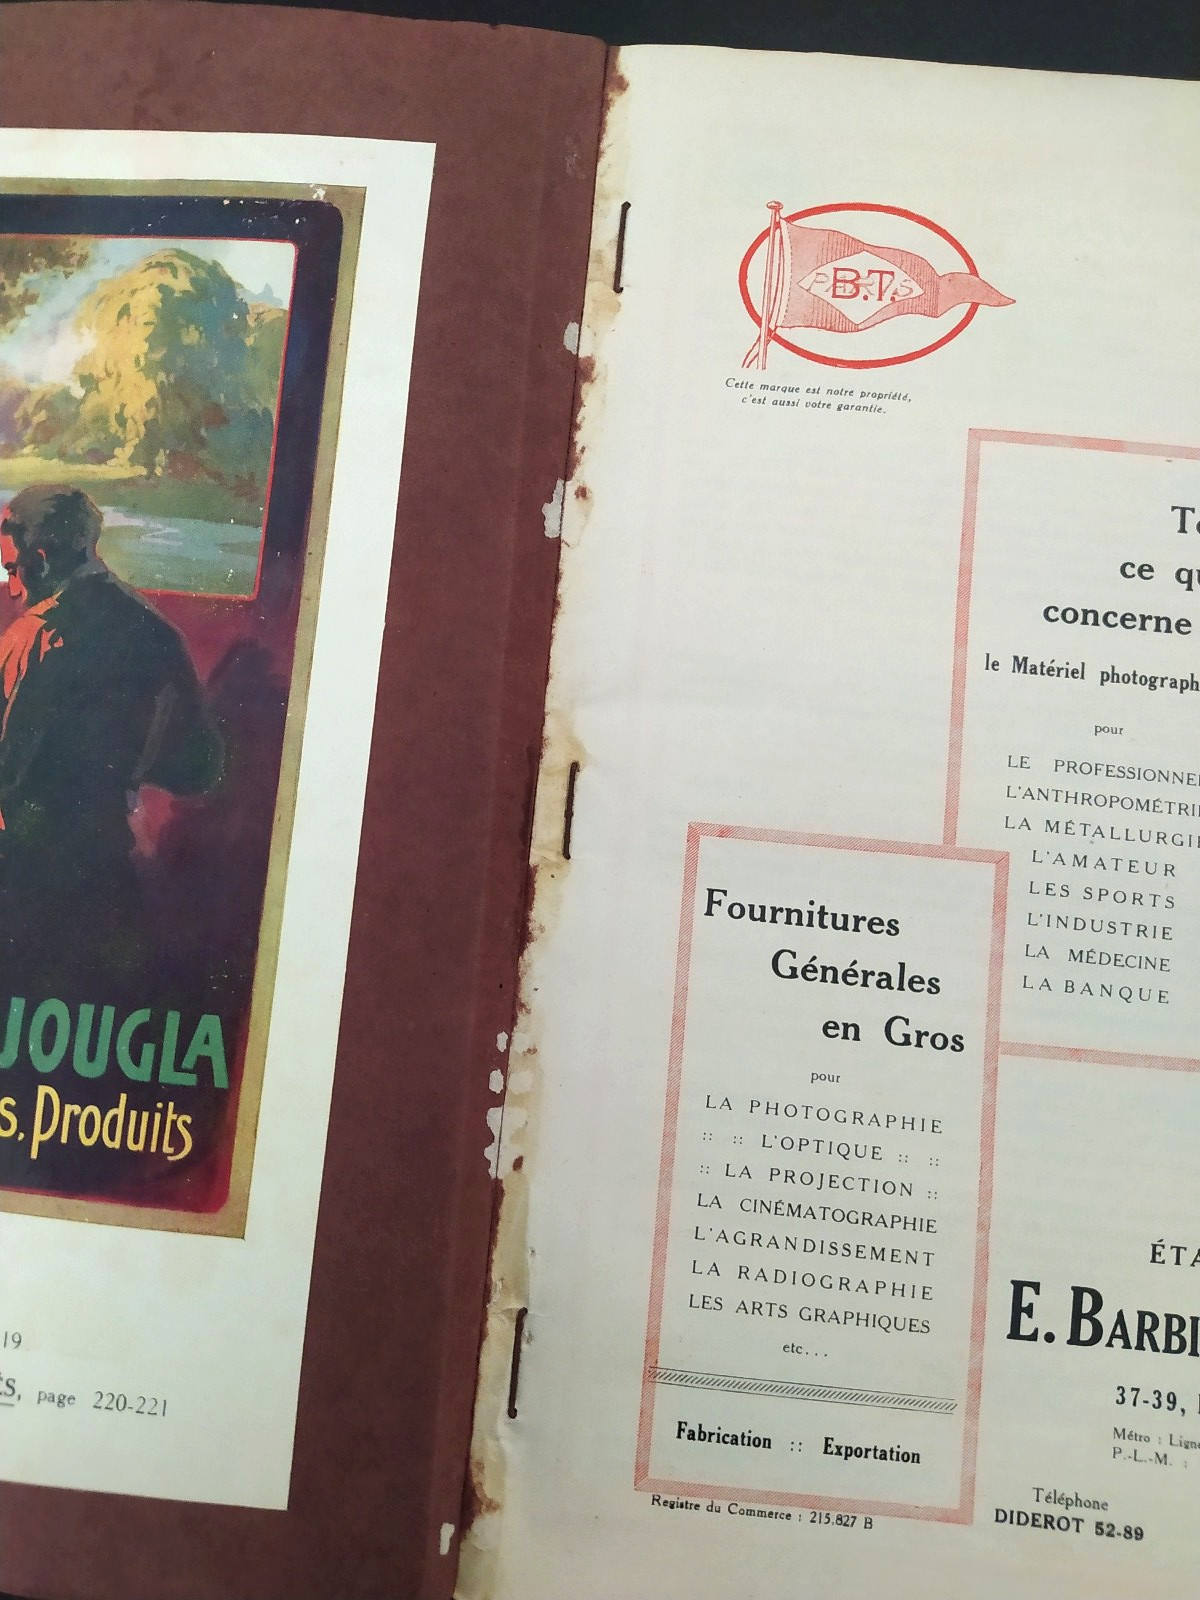 JOUGLA
s, Produits
19
ÉS, page 220-221
PARIS
B.T.
Cette marque est notre propriété,
c'est aussi votre garantie.
ce qu
concerne
le Matériel photograph
pour
LE PROFESSIONNE
L'ANTHROPOMÉTRI
LA MÉTALLURGI
L'AMATEUR
LES SPORTS
L'INDUSTRIE
LA MÉDECINE
LA BANQUE
Fournitures
Générales
en Gros
pour
LA PHOTOGRAPHIE
:: :: L'OPTIQUE :: ::
:: LA PROJECTION ::
LA CINÉMATOGRAPHIE
L'AGRANDISSEMENT
LA RADIOGRAPHIE
LES ARTS GRAPHIQUES
etc...
Fabrication :: Exportation
Registre du Commerce : 215.827 B
ÉTA
E. BARBI
37-39,
Métro : Ligne
P.-L.-M. :
Téléphone
DIDEROT 52-89